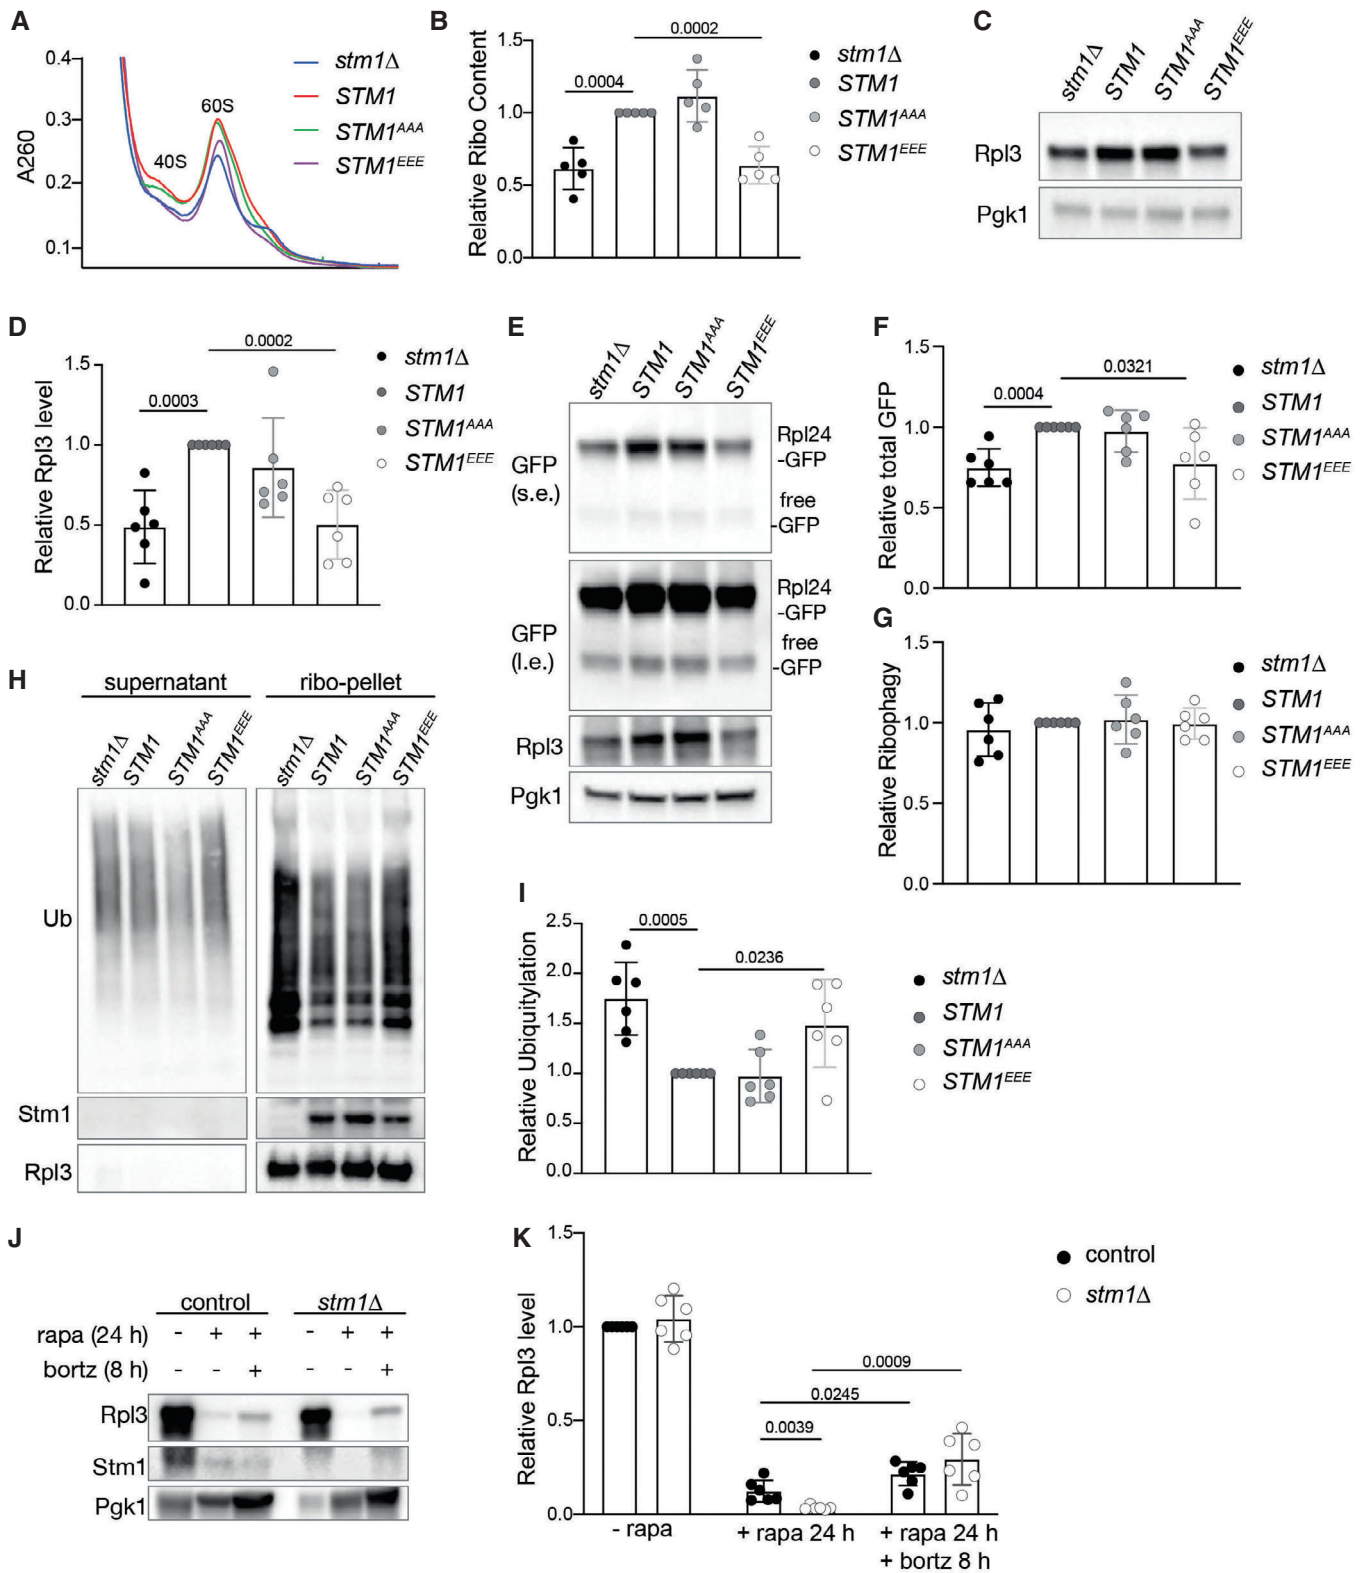 A
0.4
0.3
0.2
0.1
A260
40S
60S
stm1Δ
STM1
STM1AAA
STM1EEE
B
0.0002
0.0004
1.5
1.0
0.5
0.0
Relative Ribo Content
stm1Δ
STM1
STM1AAA
STM1EEE
C
stm1Δ STM1 STM1AAA STM1EEE
Rpl3
Pgk1
D
0.0002
0.0003
1.5
1.0
0.5
0.0
Relative Rpl3 level
stm1Δ
STM1
STM1AAA
STM1EEE
E
stm1Δ STM1 STM1AAA STM1EEE
GFP
(s.e.)
Rpl24
-GFP
free
-GFP
GFP
(l.e.)
Rpl24
-GFP
free
-GFP
Rpl3
Pgk1
F
0.0321
0.0004
1.5
1.0
0.5
0.0
Relative total GFP
stm1Δ
STM1
STM1AAA
STM1EEE
G
1.5
1.0
0.5
0.0
Relative Ribophagy
stm1Δ
STM1
STM1AAA
STM1EEE
H
supernatant ribo-pellet
stm1Δ STM1 STM1AAA STM1EEE stm1Δ STM1 STM1AAA STM1EEE
Ub
Stm1
Rpl3
I
0.0005
0.0236
2.5
2.0
1.5
1.0
0.5
0.0
Relative Ubiquitylation
stm1Δ
STM1
STM1AAA
STM1EEE
J
control stm1Δ
rapa (24 h) - + + - + +
bortz (8 h) - - + - - +
Rpl3
Stm1
Pgk1
K
1.5
1.0
0.5
0.0
Relative Rpl3 level
0.0009
0.0245
0.0039
control
stm1Δ
- rapa + rapa 24 h + rapa 24 h
+ bortz 8 h